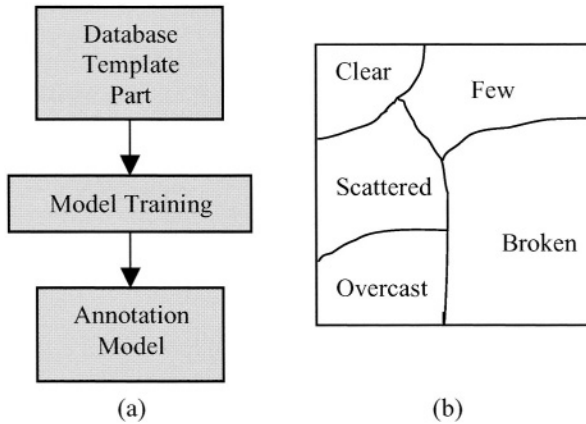 Database
Template
Part
Model Training
Annotation
Model
(a)
Clear
Few
Scattered
Broken
Overcast
(b)